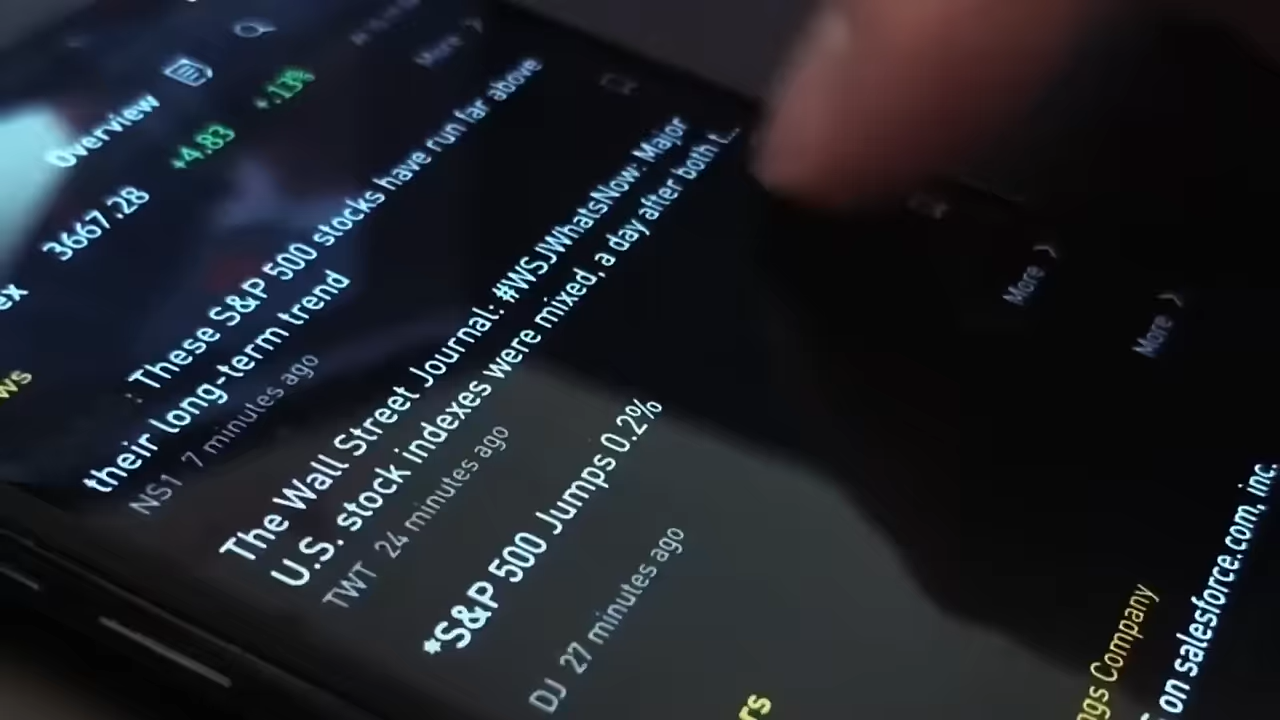 Overview
3667.28 +4.83 +.13%
More
These S&P 500 stocks have run far above
their long-term trend
NS1 7 minutes ago
The Wall Street Journal: #WSJWhatsNow: Major
U.S. stock indexes were mixed, a day after both t...
TWT 24 minutes ago
*S&P 500 Jumps 0.2%
DJ 27 minutes ago
More
More
Company
on salesforce.com, inc.